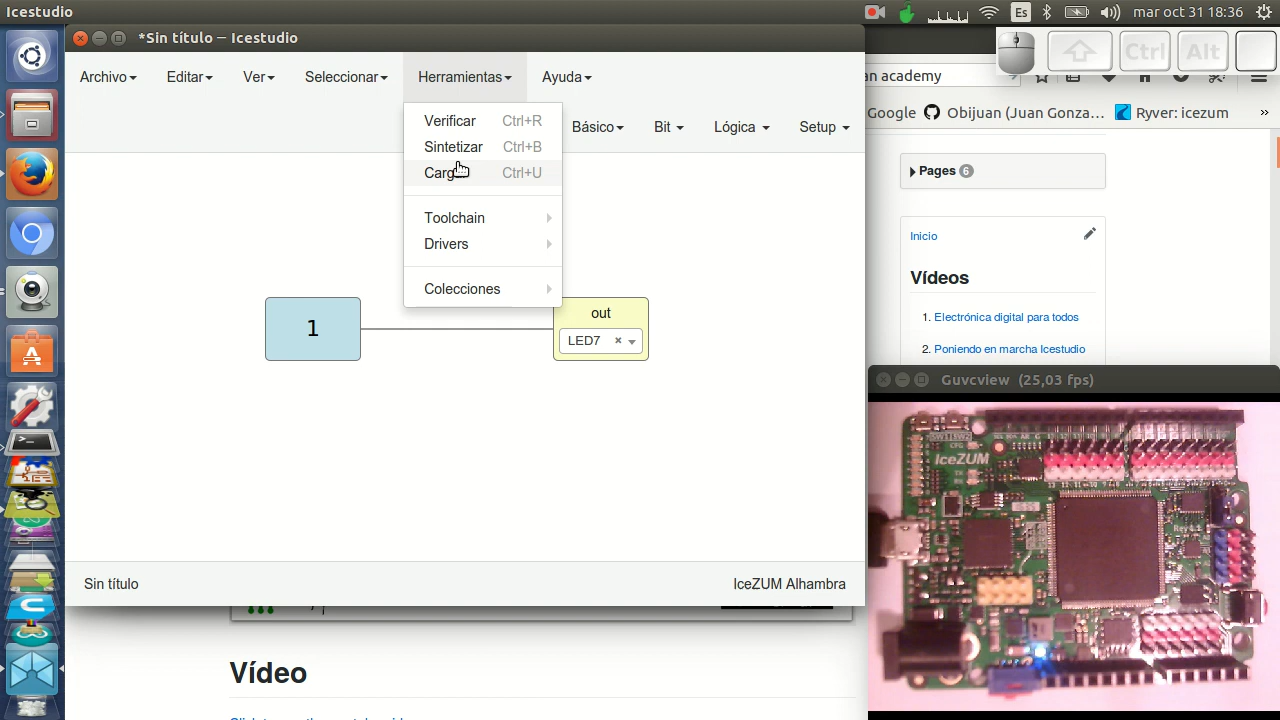 Icestudio
Es
mar oct 31 18:36
*Sin título – Icestudio
Ctrl
Alt
Archivo
Editar
Ver
Seleccionar
Herramientas
Ayuda
an academy
Google
Obijuan (Juan Gonza...
Ryver: icezum
»
Básico
Bit
Lógica
Setup
Verificar Ctrl+R
Sintetizar Ctrl+B
Ctrl+U
Toolchain
Drivers
Colecciones
1
out
LED7 ×
Pages 6
Inicio
Vídeos
1. Electrónica digital para todos
2. Poniendo en marcha Icestudio
Guvcview (25,03 fps)
IceZUM
Sin título
IceZUM Alhambra
Vídeo